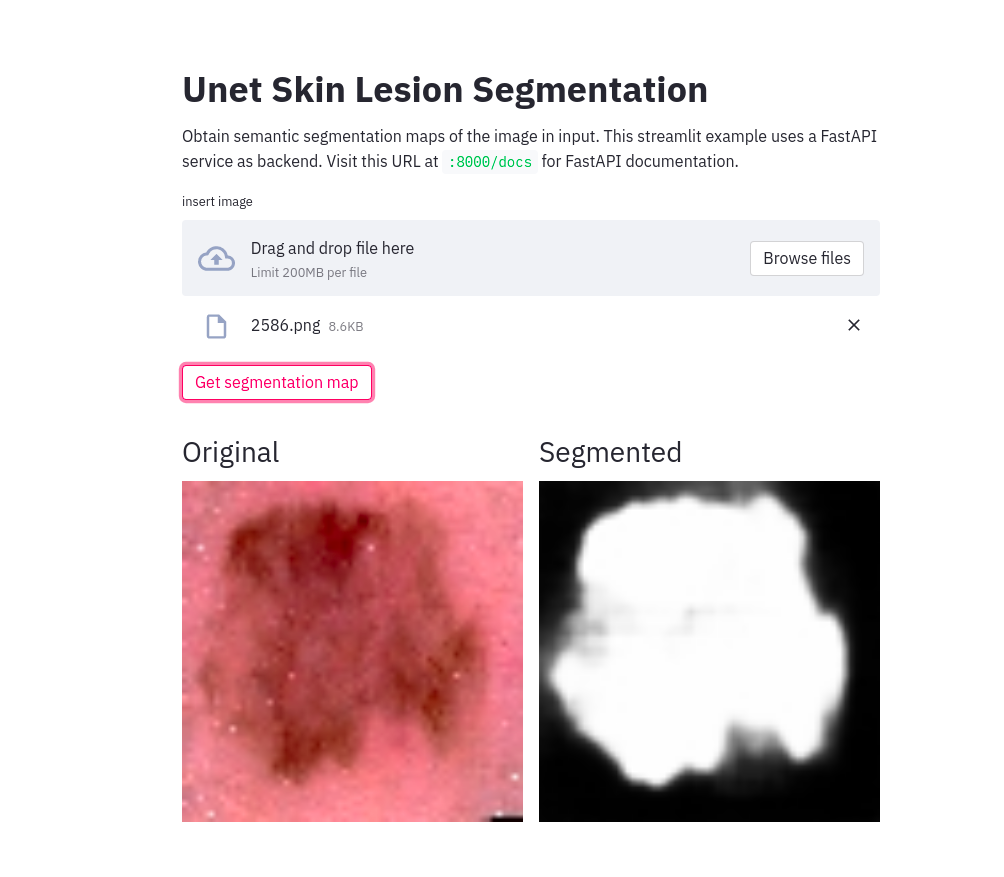 Unet Skin Lesion Segmentation
Obtain semantic segmentation maps of the image in input. This streamlit example uses a FastAPI
service as backend. Visit this URL at :8000/docs for FastAPI documentation.
insert image
Drag and drop file here
Limit 200MB per file
Browse files
2586.png 8.6KB
Get segmentation map
Original
Segmented